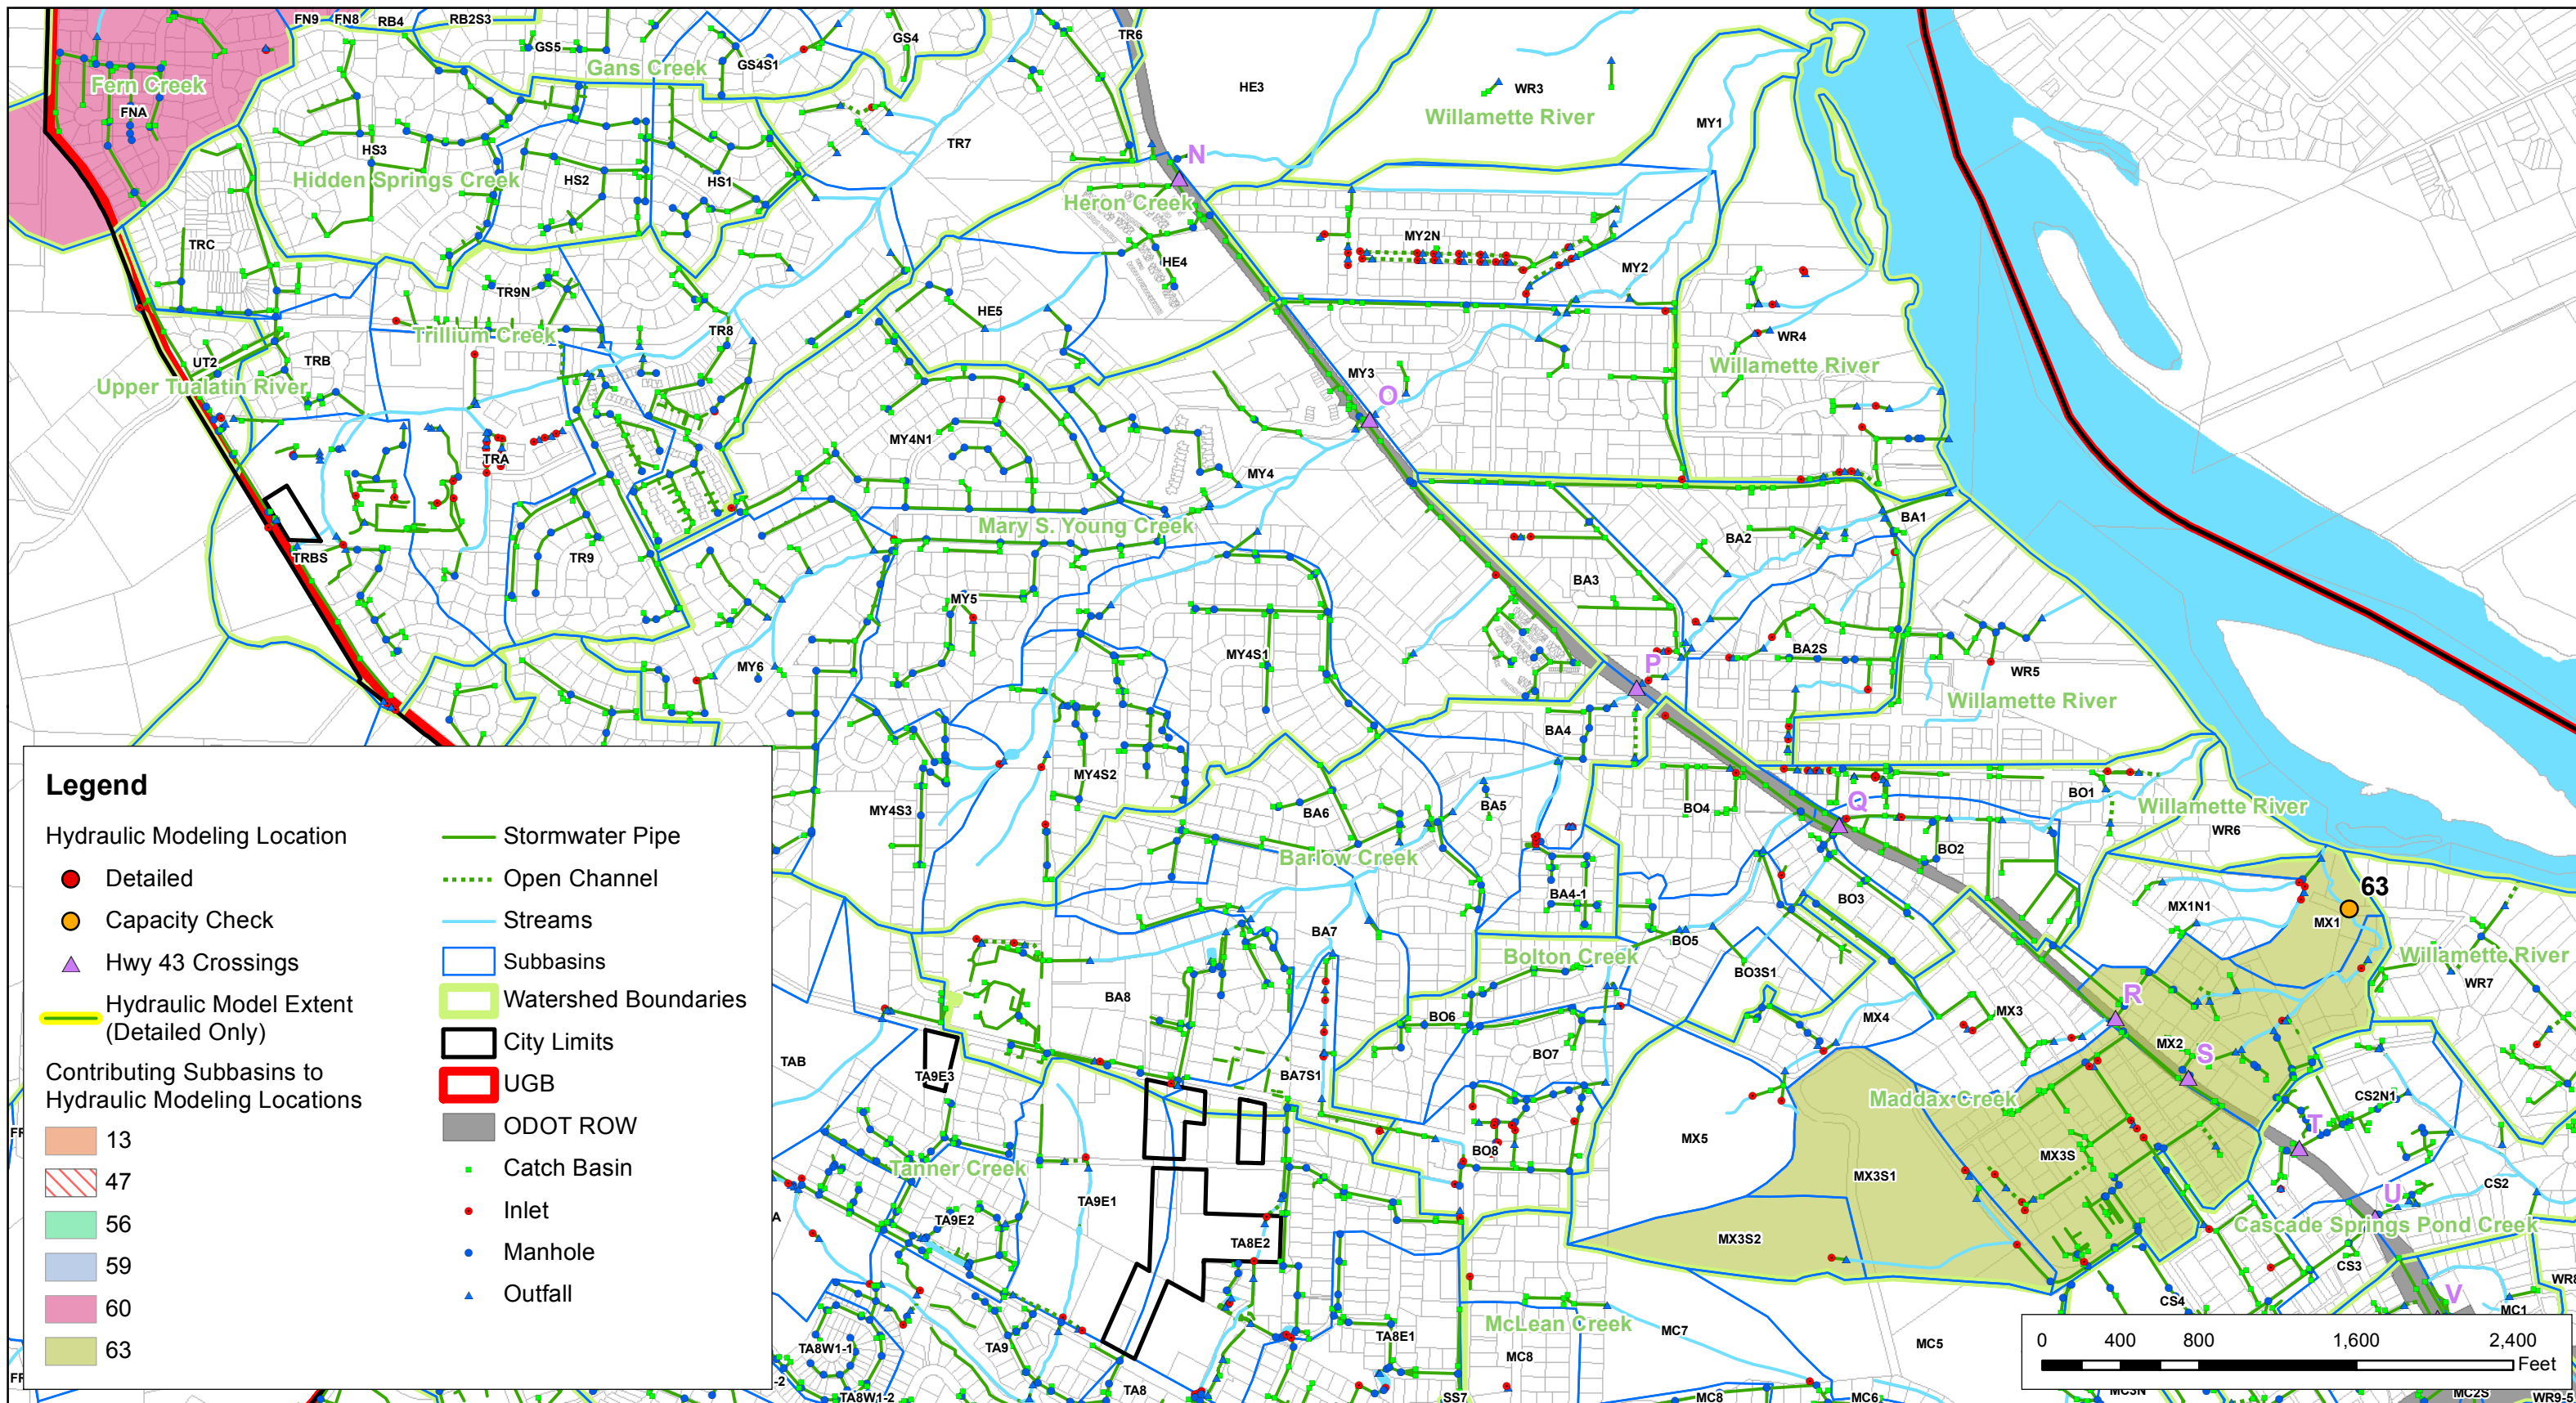 FN9
FN8
RB4
RB2S3
GS5
Gans Creek
GS4S1
GS4
TR6
HE3
WR3
Willamette River
MY1
Fern Creek
FNA
HS3
Hidden Springs Creek
HS2
HS1
TR7
N
Heron Creek
HE4
MY2N
MY2
TRC
TR9N
Trillium Creek
TR8
HE5
UT2
TRB
Upper Tualatin River
MY3
O
WR4
Willamette River
TRA
MY4N1
MY4
Mary S. Young Creek
TRBS
TR9
BA1
BA2
BA3
MY5
MY6
MY4S1
P
BA2S
WR5
Willamette River
BA4
MY4S2
MY4S3
BA6
BA5
Barlow Creek
BO4
Q
BO1
Willamette River
WR6
BO2
BA4-1
BO3
63
MX1N1
MX1
BA7
Bolton Creek
BO5
BO3S1
Willamette River
WR7
BA8
BO6
MX4
MX3
R
MX2
S
TAB
TA9E3
BA7S1
BO7
Maddax Creek
CS2N1
T
Tanner Creek
BO8
MX5
MX3S
MX3S1
TA9E1
TA9E2
A
U
CS2
Cascade Springs Pond Creek
TA8E2
MX3S2
CS3
WR8
V
CS4
MC1
McLean Creek
MC7
MC5
TA8W1-1
TA9
TA8E1
MC8
TA8
-2
TA8W1-2
SS7
MC8
MC6
MC3N
MC2S
WR9-5
Legend
Hydraulic Modeling Location
Detailed
Capacity Check
Hwy 43 Crossings
Hydraulic Model Extent
(Detailed Only)
Contributing Subbasins to
Hydraulic Modeling Locations
13
47
56
59
60
63
Stormwater Pipe
Open Channel
Streams
Subbasins
Watershed Boundaries
City Limits
UGB
ODOT ROW
Catch Basin
Inlet
Manhole
Outfall
0 400 800 1,600 2,400
Feet